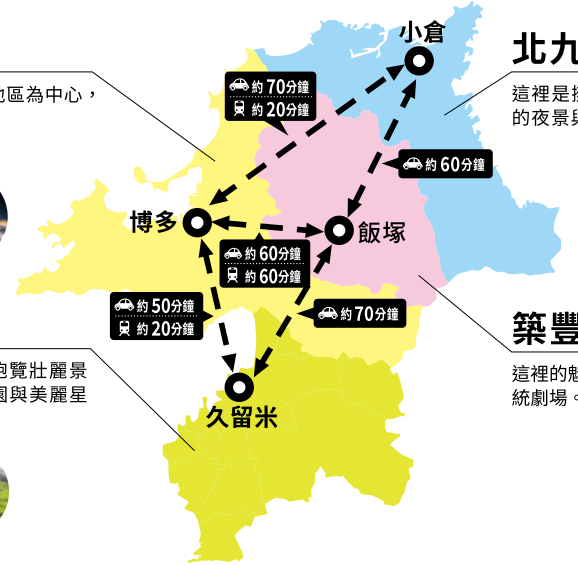 小倉
北九
約70分鐘
約20分鐘
地區為中心，
這裡是
的夜景與
約60分鐘
博多
飯塚
約60分鐘
約60分鐘
約50分鐘
約20分鐘
約70分鐘
築豐
飽覽壯麗景
園與美麗星
這裡的魅
統劇場。
久留米